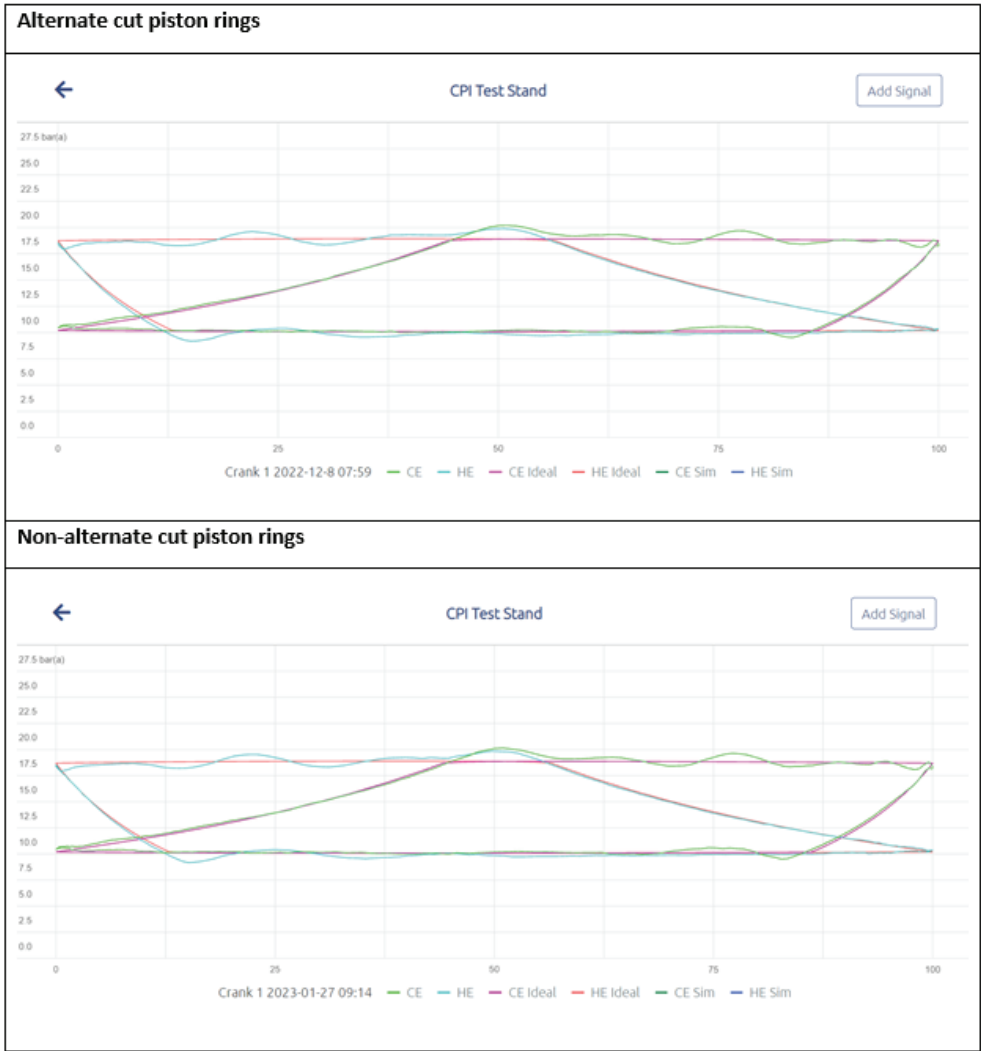 Alternate cut piston rings
← CPI Test Stand Add Signal
27.5 bar(a)
25.0
22.5
20.0
17.5
15.0
12.5
10.0
7.5
5.0
2.5
0.0
0 25 50 75 100
Crank 1 2022-12-8 07:59 CE HE CE Ideal HE Ideal CE Sim HE Sim
Non-alternate cut piston rings
← CPI Test Stand Add Signal
27.5 bar(a)
25.0
22.5
20.0
17.5
15.0
12.5
10.0
7.5
5.0
2.5
0.0
0 25 50 75 100
Crank 1 2023-01-27 09:14 CE HE CE Ideal HE Ideal CE Sim HE Sim